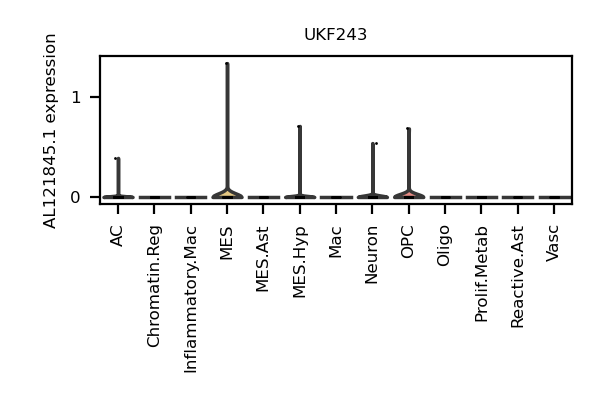 UKF243
AL121845.1 expression
1
0
AC
Chromatin.Reg
Inflammatory.Mac
MES
MES.Ast
MES.Hyp
Mac
Neuron
OPC
Oligo
Prolif.Metab
Reactive.Ast
Vasc